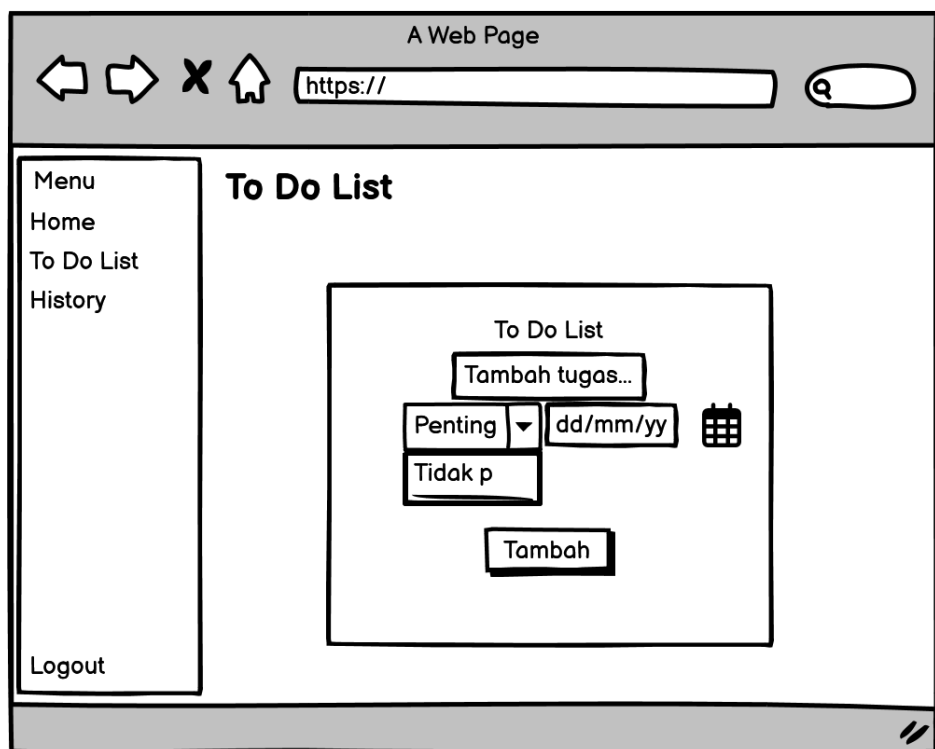 A Web Page
https://
Menu
Home
To Do List
History
Logout
To Do List
To Do List
Tambah tugas...
Penting
dd/mm/yy
Tidak p
Tambah